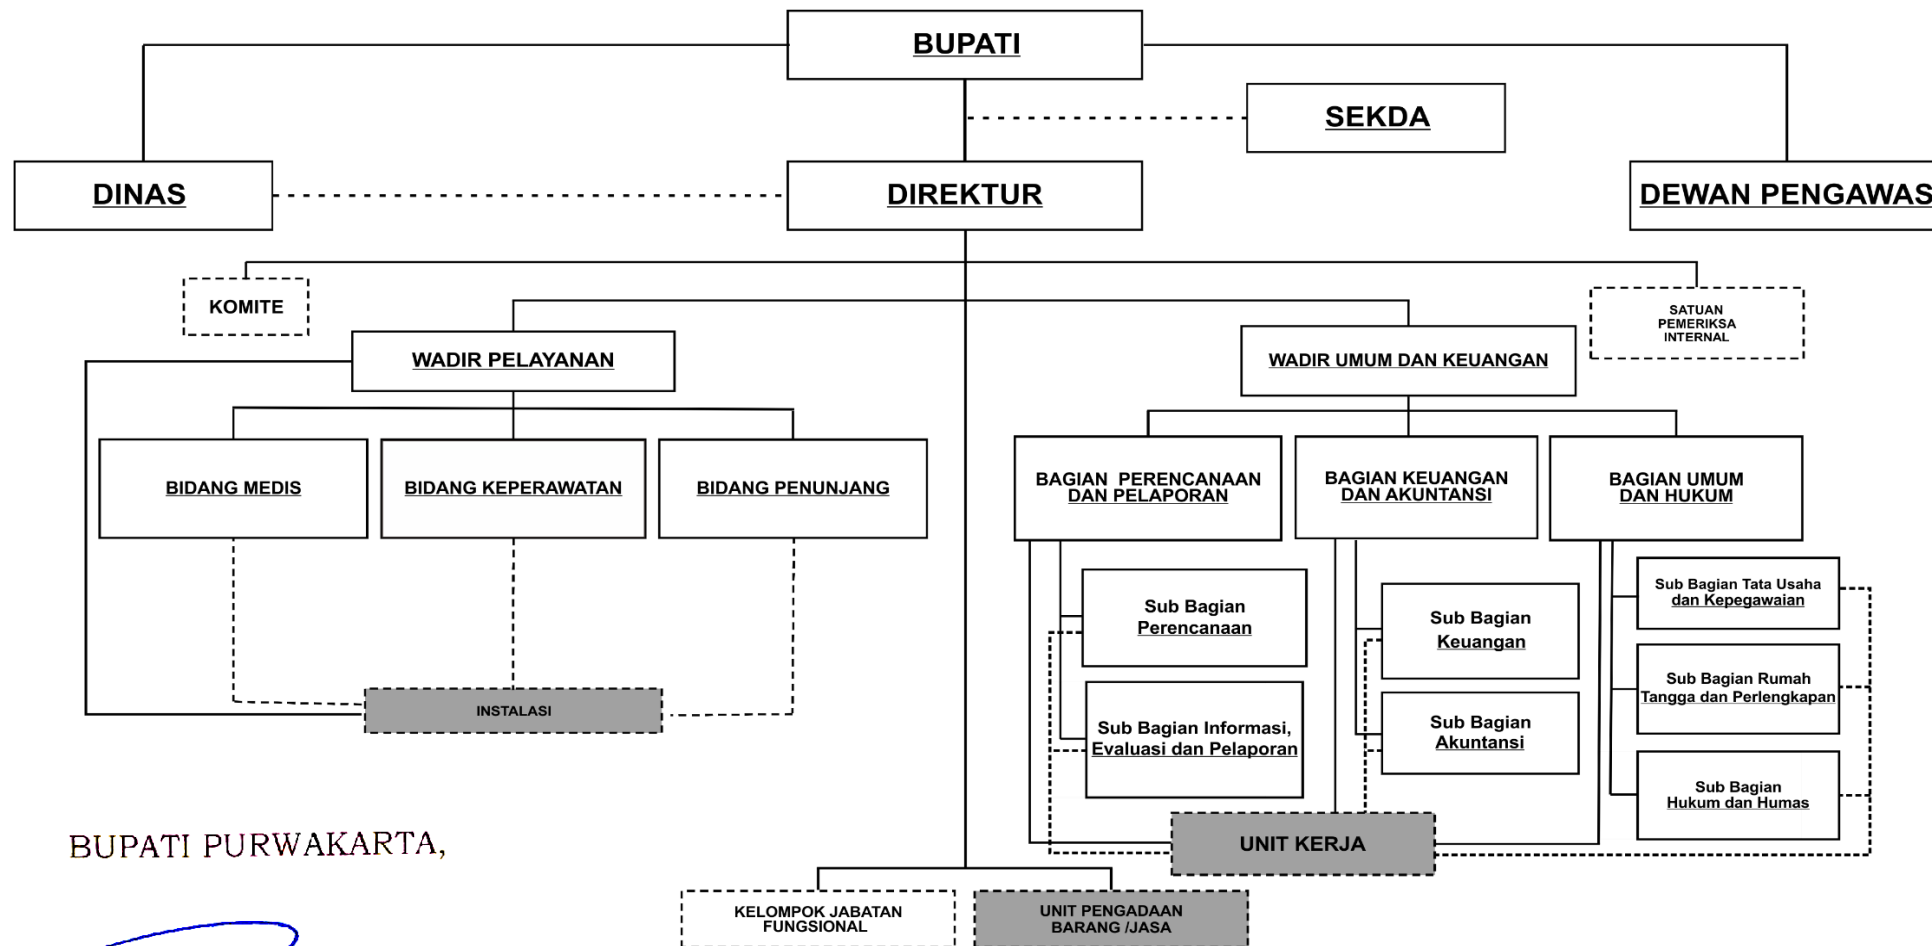 BUPATI
SEKDA
DINAS
DIREKTUR
DEWAN PENGAWAS
KOMITE
SATUAN
PEMERIKSA
INTERNAL
WADIR PELAYANAN
WADIR UMUM DAN KEUANGAN
BIDANG MEDIS
BIDANG KEPERAWATAN
BIDANG PENUNJANG
BAGIAN PERENCANAAN
DAN PELAPORAN
BAGIAN KEUANGAN
DAN AKUNTANSI
BAGIAN UMUM
DAN HUKUM
Sub Bagian
Perencanaan
Sub Bagian
Keuangan
Sub Bagian Tata Usaha
dan Kepegawaian
Sub Bagian Rumah
Tangga dan Perlengkapan
INSTALASI
Sub Bagian Informasi,
Evaluasi dan Pelaporan
Sub Bagian
Akuntansi
Sub Bagian
Hukum dan Humas
UNIT KERJA
BUPATI PURWAKARTA,
KELOMPOK JABATAN
FUNGSIONAL
UNIT PENGADAAN
BARANG /JASA